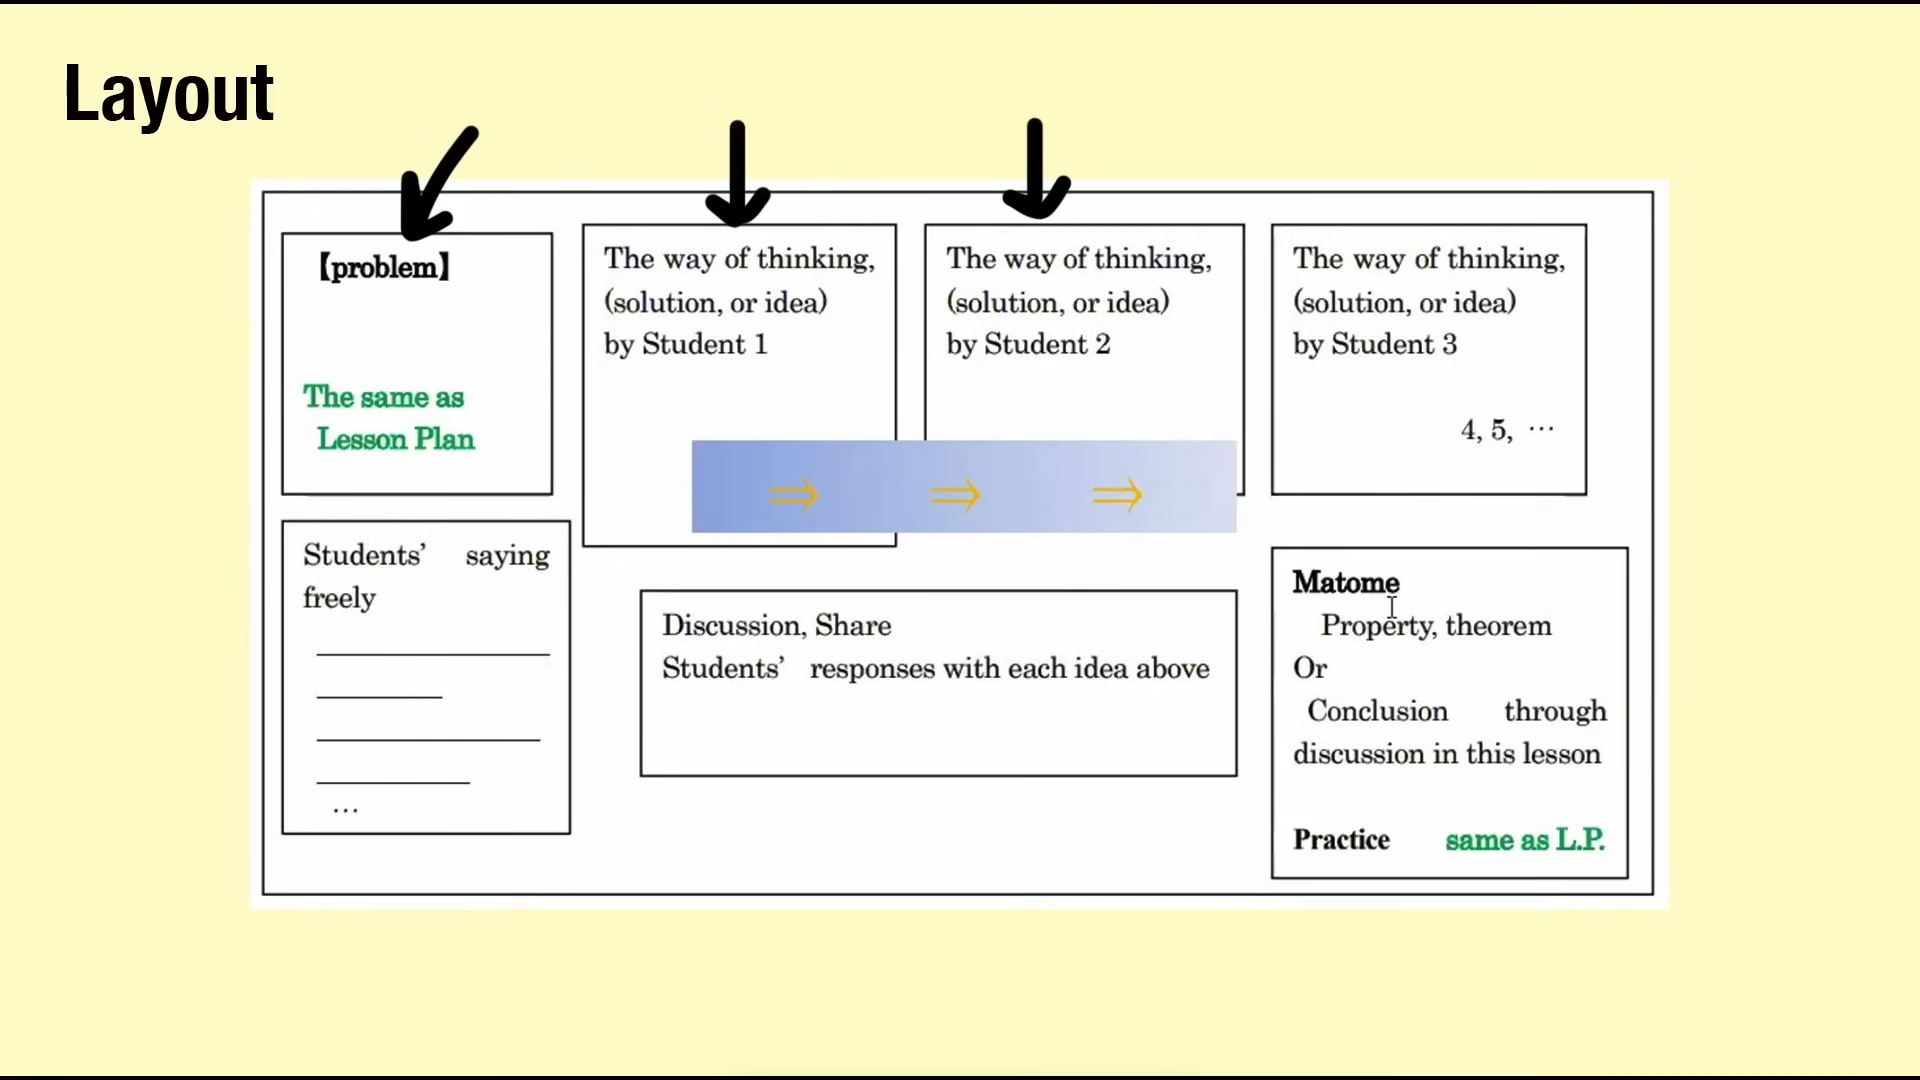 Layout
【problem】
The same as
Lesson Plan
The way of thinking,
(solution, or idea)
by Student 1
The way of thinking,
(solution, or idea)
by Student 2
The way of thinking,
(solution, or idea)
by Student 3
4, 5, …
⇒ ⇒ ⇒
Students’ saying
freely
…
Discussion, Share
Students’ responses with each idea above
Matome
Property, theorem
Or
Conclusion through
discussion in this lesson
Practice same as L.P.